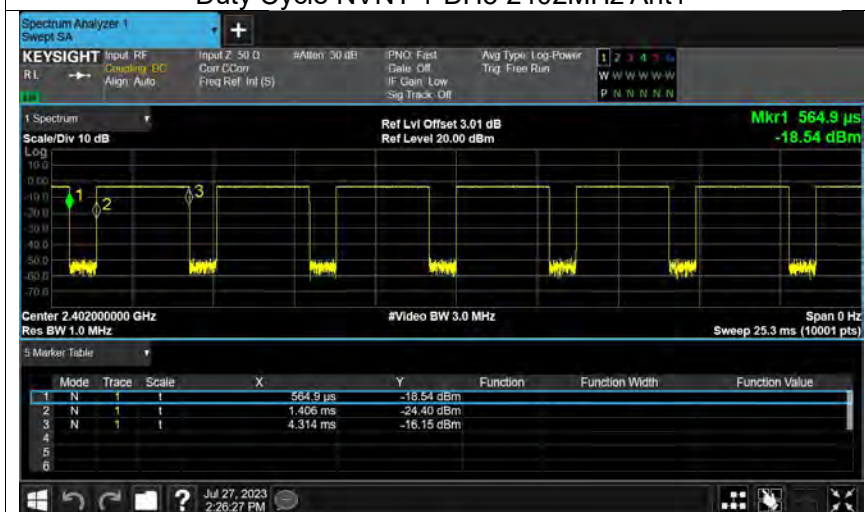 Duty Cycle NVNT 1-DH5 2402MHz Ant1
Spectrum Analyzer 1
Swept SA
+
KEYSIGHT
RL
Input: RF
Coupling: DC
Align: Auto
Input Z: 50 Ω
Corr CCorr
Freq Ref: Int (S)
#Atten: 30 dB
PNO: Fast
Gate: Off
IF Gain: Low
Sig Track: Off
Avg Type: Log-Power
Trig: Free Run
1 2 3 4 5 6
W W W W W W
P N N N N N
1 Spectrum
Scale/Div 10 dB
Ref Lvl Offset 3.01 dB
Ref Level 20.00 dBm
Mkr1 564.9 µs
-18.54 dBm
Log
10.0
0.00
-10.0
-20.0
-30.0
-40.0
-50.0
-60.0
-70.0
1
2
3
Center 2.402000000 GHz
Res BW 1.0 MHz
#Video BW 3.0 MHz
Span 0 Hz
Sweep 25.3 ms (10001 pts)
5 Marker Table
Mode Trace Scale X Y Function Function Width Function Value
1 N 1 t 564.9 µs -18.54 dBm
2 N 1 t 1.406 ms -24.40 dBm
3 N 1 t 4.314 ms -16.15 dBm
4
5
6
?
Jul 27, 2023
2:26:27 PM